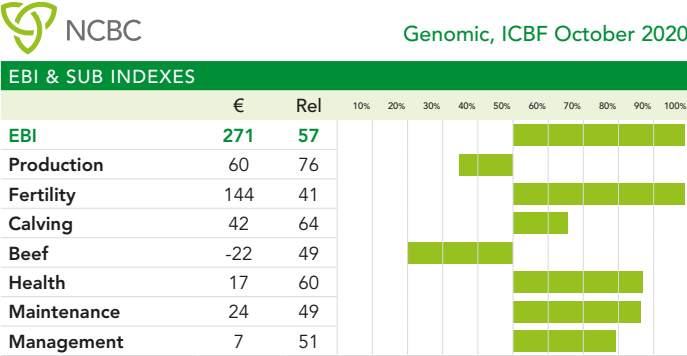 NCBC
Genomic, ICBF October 2020
EBI & SUB INDEXES
€ Rel 10% 20% 30% 40% 50% 60% 70% 80% 90% 100%
EBI 271 57
Production 60 76
Fertility 144 41
Calving 42 64
Beef -22 49
Health 17 60
Maintenance 24 49
Management 7 51